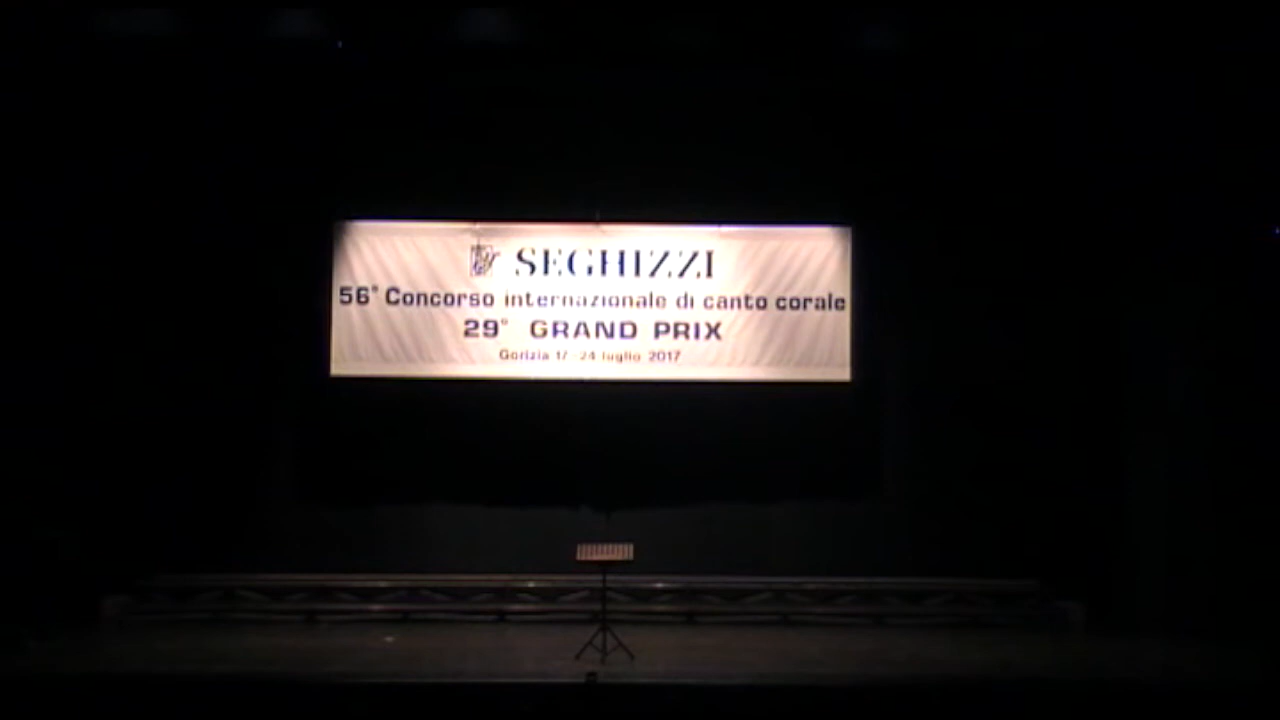 SEGHIZZI
56° Concorso internazionale di canto corale
29° GRAND PRIX
Gorizia 17-24 luglio 2017